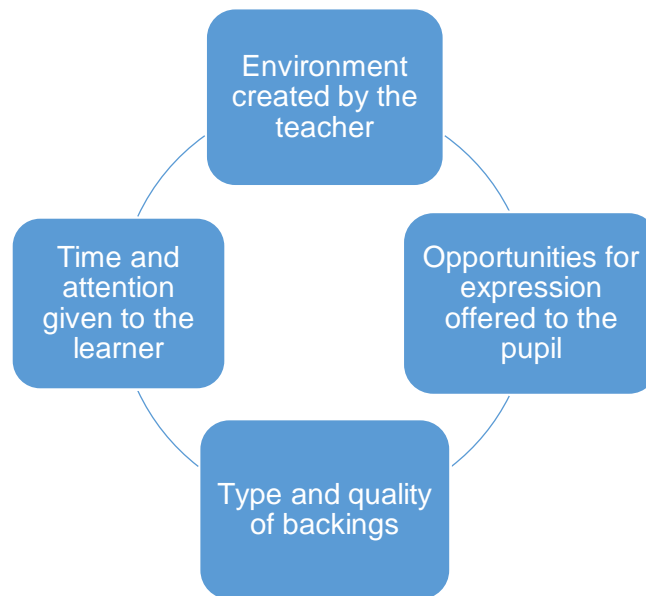 Environment
created by the
teacher
Opportunities for
expression
offered to the
pupil
Type and quality
of backings
Time and
attention
given to the
learner